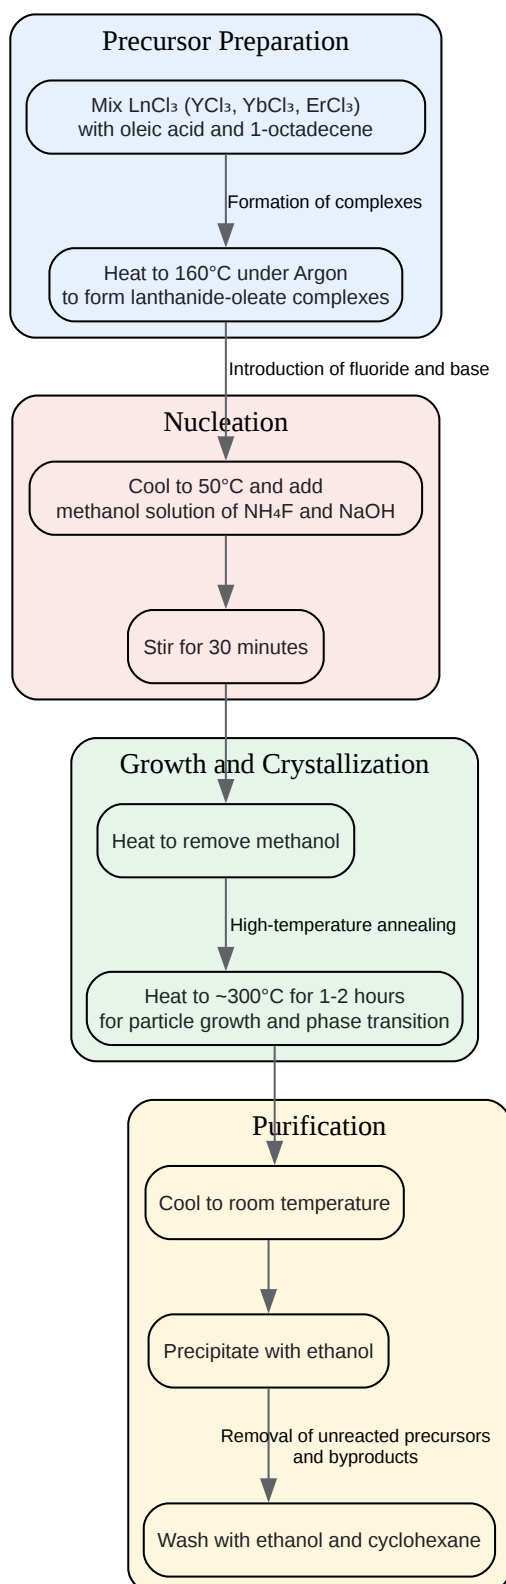 Precursor Preparation
Mix LnCl₃ (YCl₃, YbCl₃, ErCl₃)
with oleic acid and 1-octadecene
Formation of complexes
Heat to 160°C under Argon
to form lanthanide-oleate complexes
Introduction of fluoride and base
Nucleation
Cool to 50°C and add
methanol solution of NH₄F and NaOH
Stir for 30 minutes
Growth and Crystallization
Heat to remove methanol
High-temperature annealing
Heat to ~300°C for 1-2 hours
for particle growth and phase transition
Purification
Cool to room temperature
Precipitate with ethanol
Removal of unreacted precursors
and byproducts
Wash with ethanol and cyclohexane